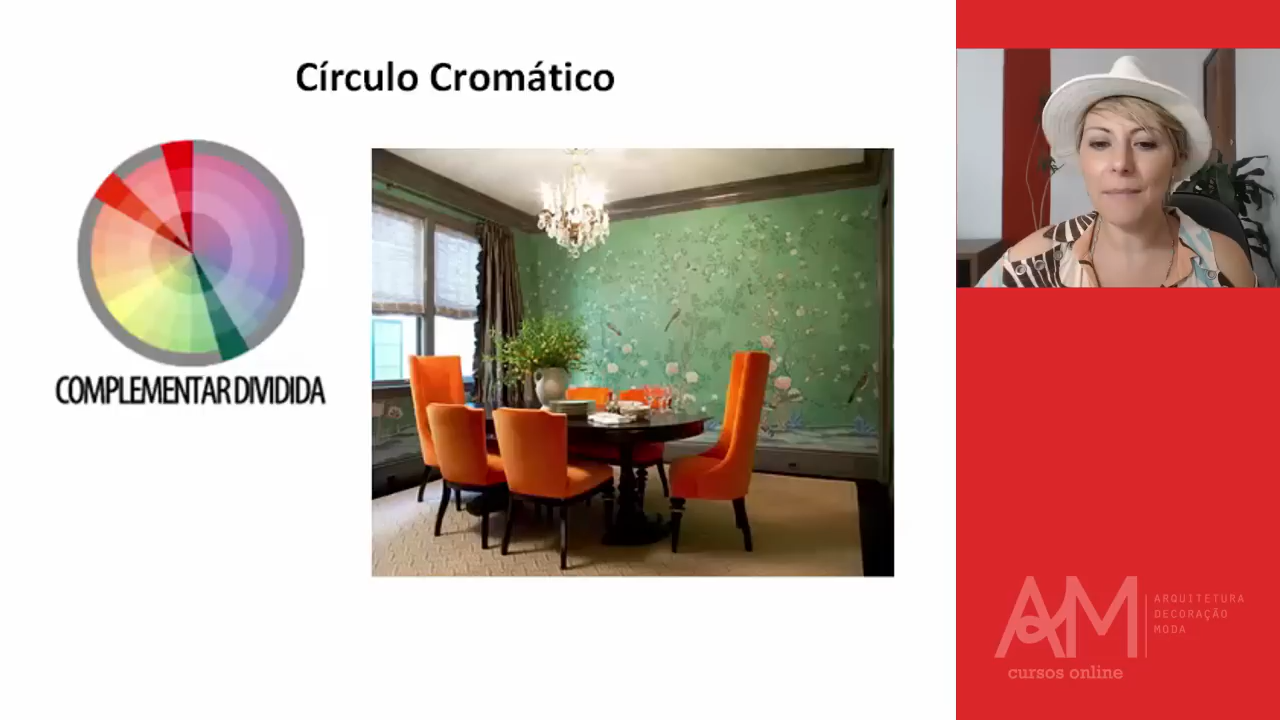 Círculo Cromático
COMPLEMENTAR DIVIDIDA
AM
ARQUITETURA
DECORAÇÃO
MODA
cursos online